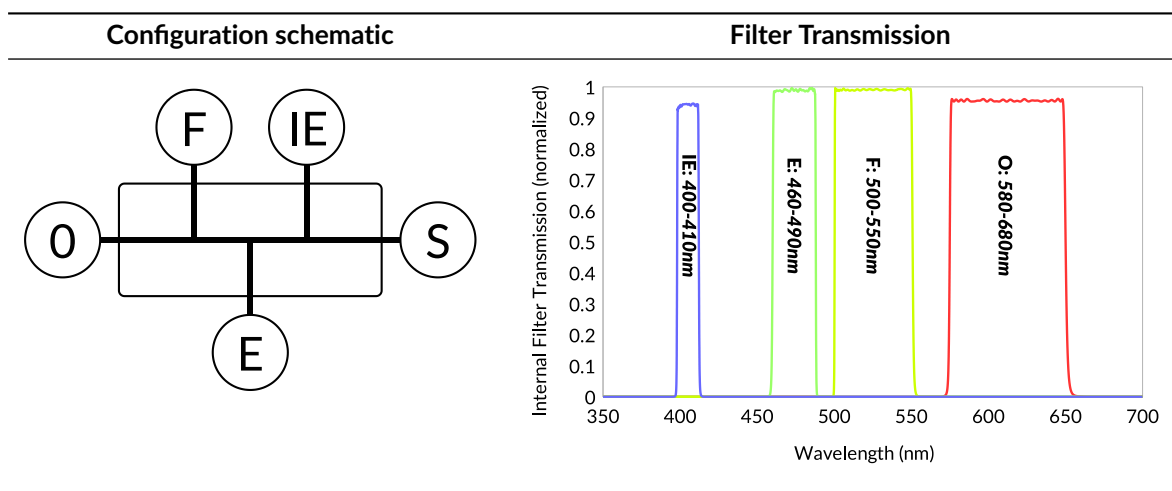 Configuration schematic
Filter Transmission
F
IE
0
S
E
Internal Filter Transmission (normalized)
1
0.9
0.8
0.7
0.6
0.5
0.4
0.3
0.2
0.1
0
IE: 400-410nm
E: 460-490nm
F: 500-550nm
O: 580-680nm
350 400 450 500 550 600 650 700
Wavelength (nm)